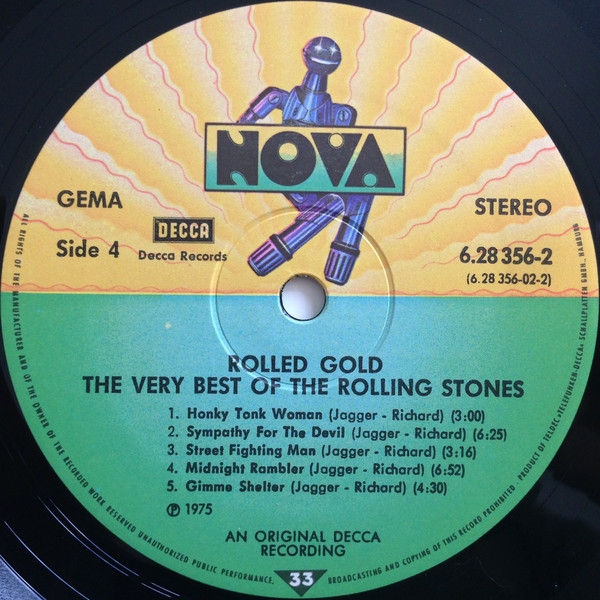 NOVA
GEMA
STEREO
Side 4
DECCA
Decca Records
6.28 356-2
(6.28 356-02-2)
ROLLED GOLD
THE VERY BEST OF THE ROLLING STONES
1. Honky Tonk Woman (Jagger - Richard) (3:00)
2. Sympathy For The Devil (Jagger - Richard) (6:25)
3. Street Fighting Man (Jagger - Richard) (3:16)
4. Midnight Rambler (Jagger - Richard) (6:52)
5. Gimme Shelter (Jagger - Richard) (4:30)
Ⓟ 1975
AN ORIGINAL DECCA
RECORDING
33
ALL RIGHTS OF THE MANUFACTURER AND OF THE OWNER OF THE RECORDED WORK RESERVED UNAUTHORIZED PUBLIC PERFORMANCE, BROADCASTING AND COPYING OF THIS RECORD PROHIBITED. PRODUCT OF TELDEC »TELEFUNKEN-DECCA« SCHALLPLATTEN GMBH., HAMBURG